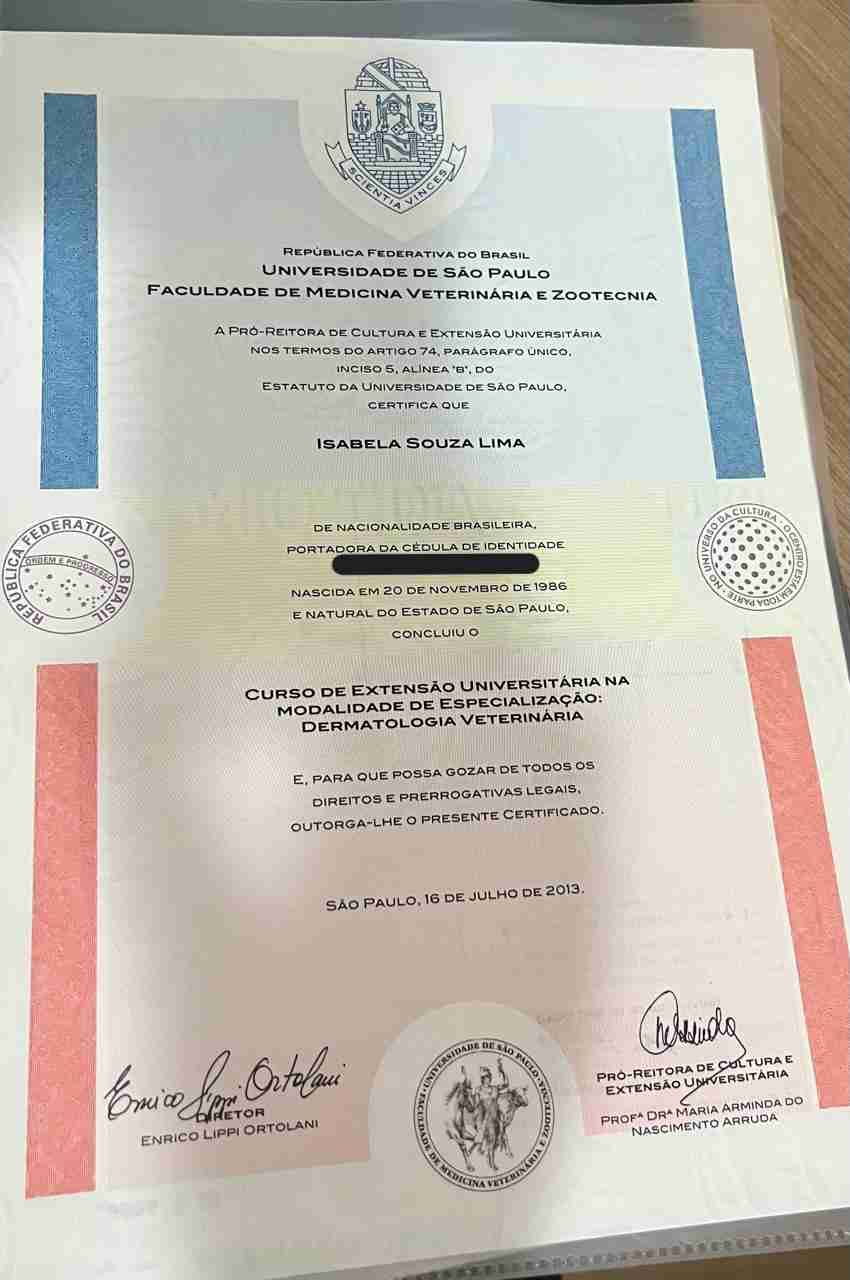 SCIENTIA VINCES
República Federativa do Brasil
Universidade de São Paulo
Faculdade de Medicina Veterinária e Zootecnia
A Pró-Reitora de Cultura e Extensão Universitária
nos termos do artigo 74, parágrafo único,
inciso 5, alínea 'B', do
Estatuto da Universidade de São Paulo,
certifica que
Isabela Souza Lima
de nacionalidade brasileira,
portadora da cédula de identidade
nascida em 20 de novembro de 1986
e natural do Estado de São Paulo,
concluiu o
REPÚBLICA FEDERATIVA DO BRASIL
ORDEM E PROGRESSO
NO UNIVERSO DA CULTURA · O CENTRO ESTÁ EM TODA PARTE ·
Curso de Extensão Universitária na
modalidade de Especialização:
Dermatologia Veterinária
e, para que possa gozar de todos os
direitos e prerrogativas legais,
outorga-lhe o presente Certificado.
São Paulo, 16 de julho de 2013.
Enrico Lippi Ortolani
Diretor
Enrico Lippi Ortolani
· UNIVERSIDADE DE SÃO PAULO ·
FACULDADE DE MEDICINA VETERINÁRIA E ZOOTECNIA
Pró-Reitora de Cultura e
Extensão Universitária
Profª Drª Maria Arminda do
Nascimento Arruda